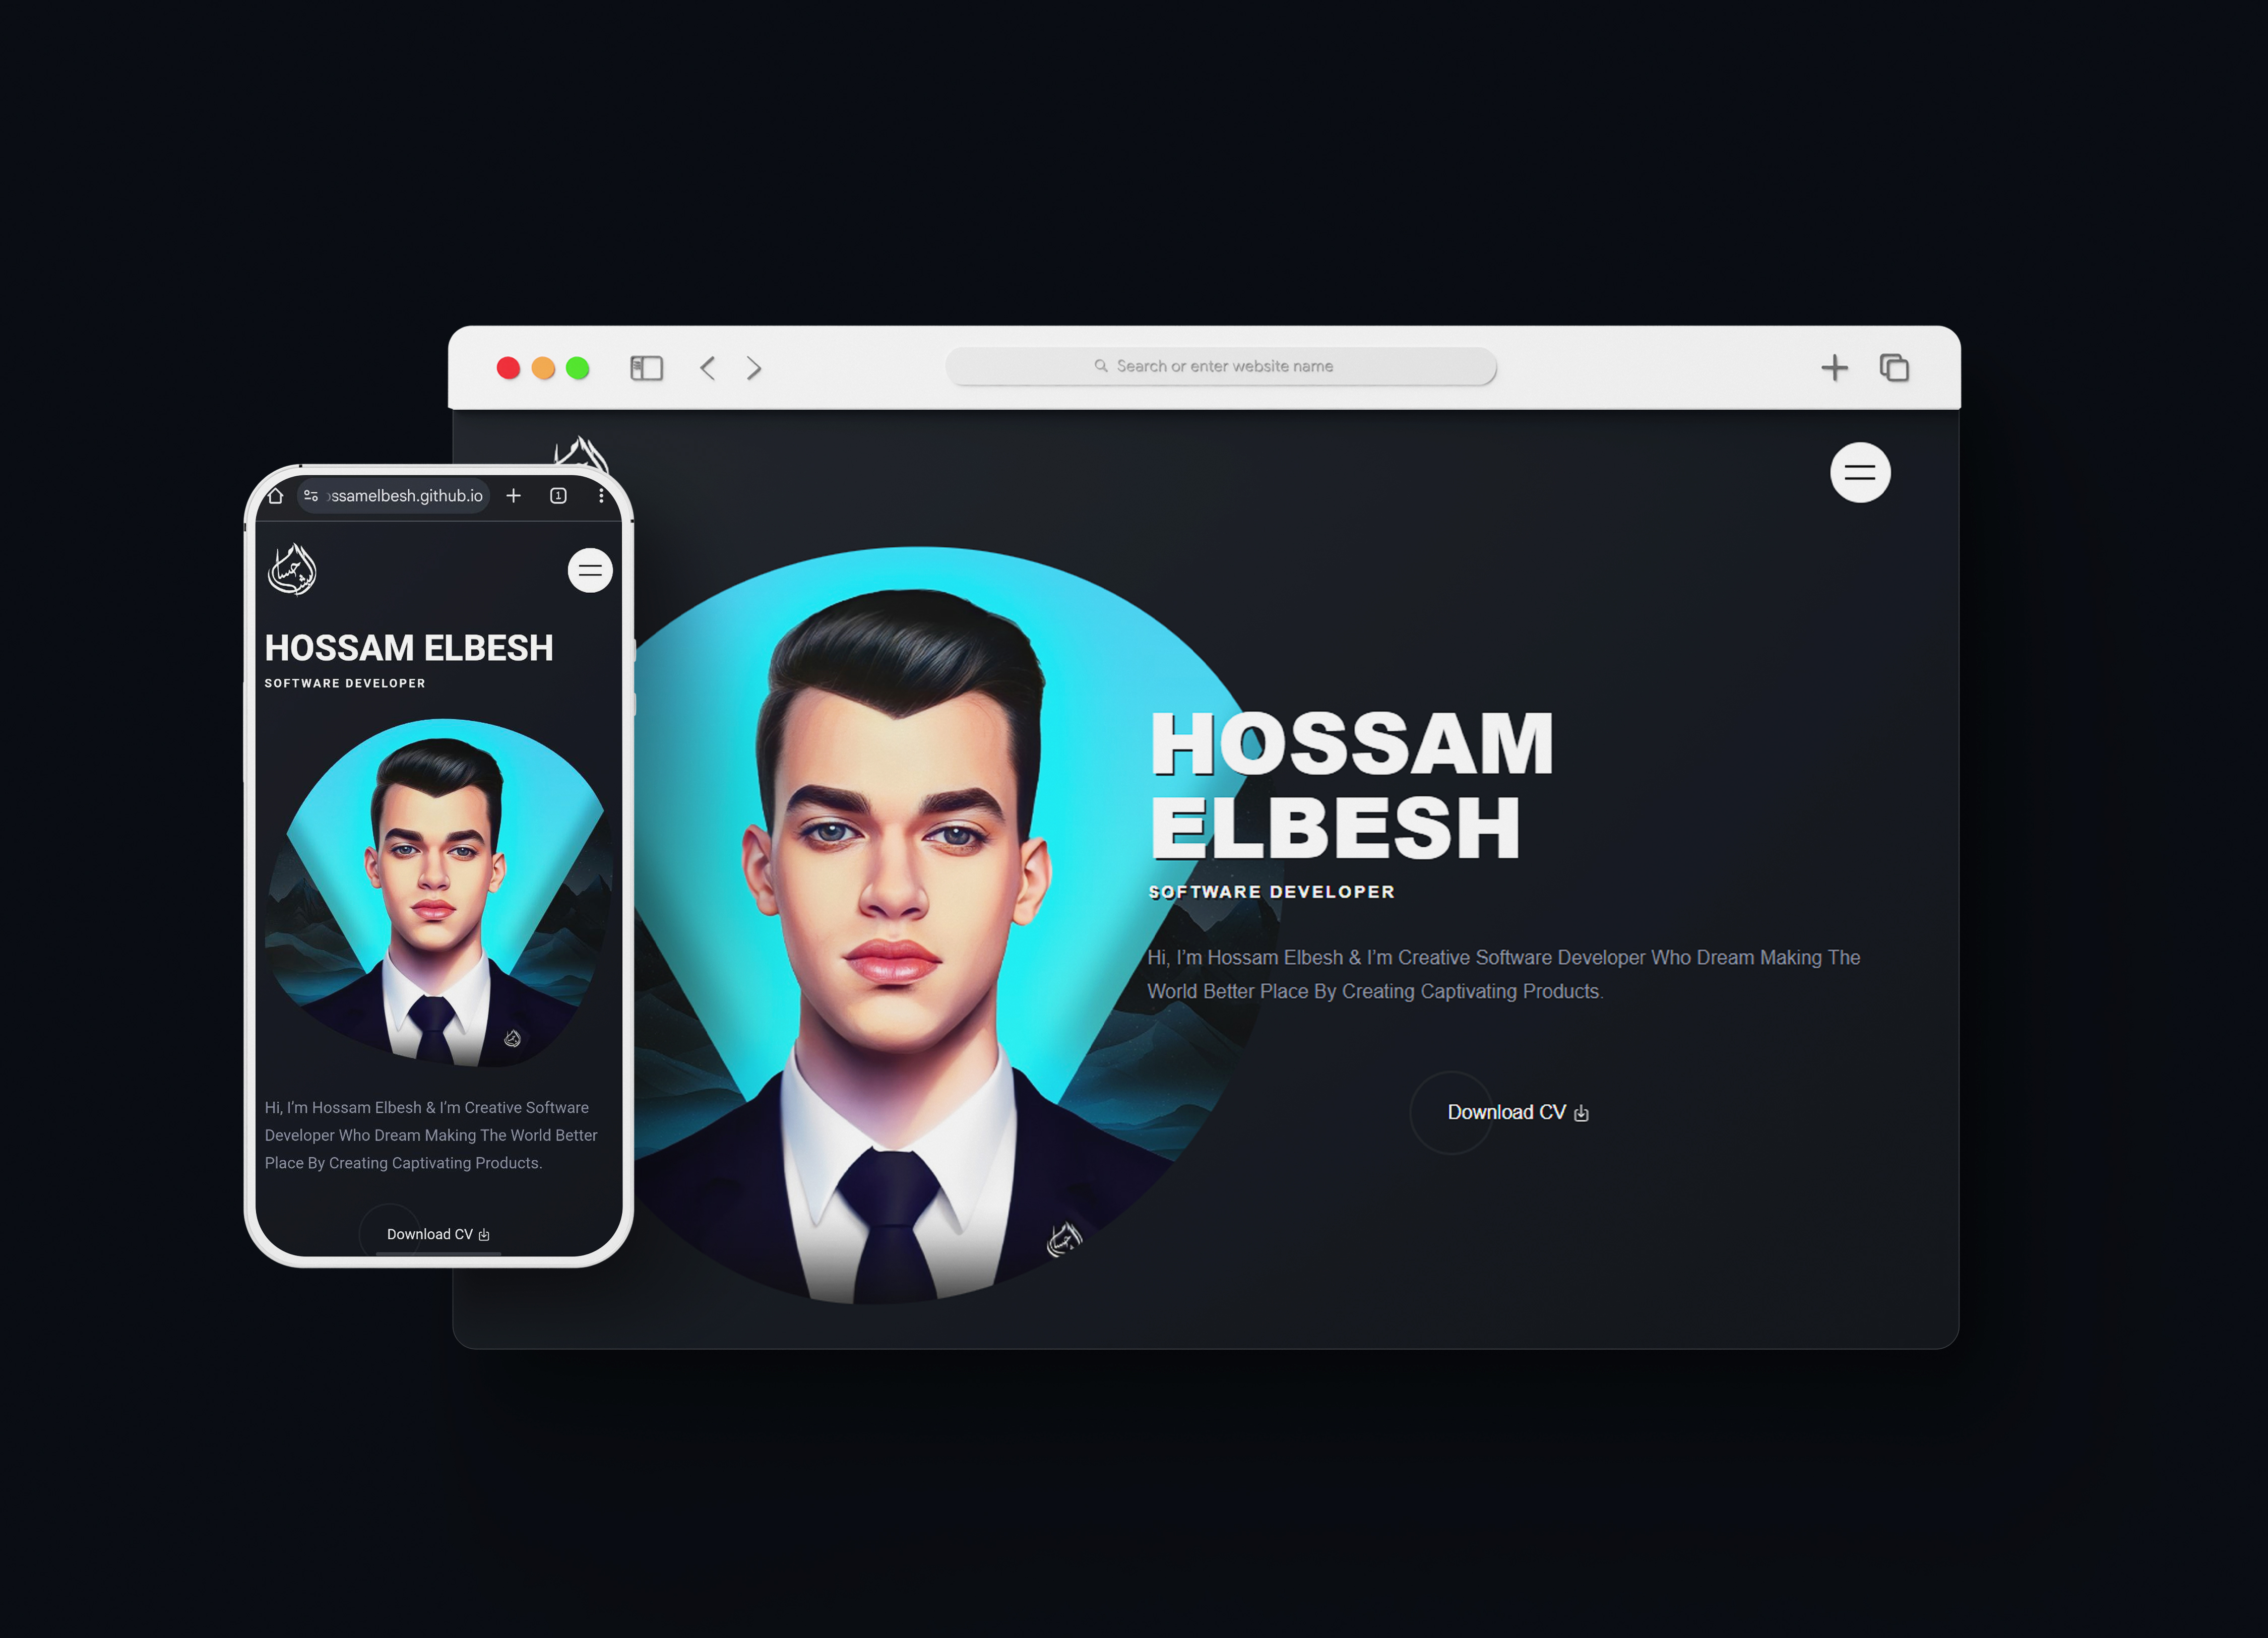 Search or enter website name
ossamelbesh.github.io
1
HOSSAM ELBESH
SOFTWARE DEVELOPER
Hi, I'm Hossam Elbesh & I'm Creative Software
Developer Who Dream Making The World Better
Place By Creating Captivating Products.
Download CV
HOSSAM
ELBESH
SOFTWARE DEVELOPER
Hi, I'm Hossam Elbesh & I'm Creative Software Developer Who Dream Making The
World Better Place By Creating Captivating Products.
Download CV